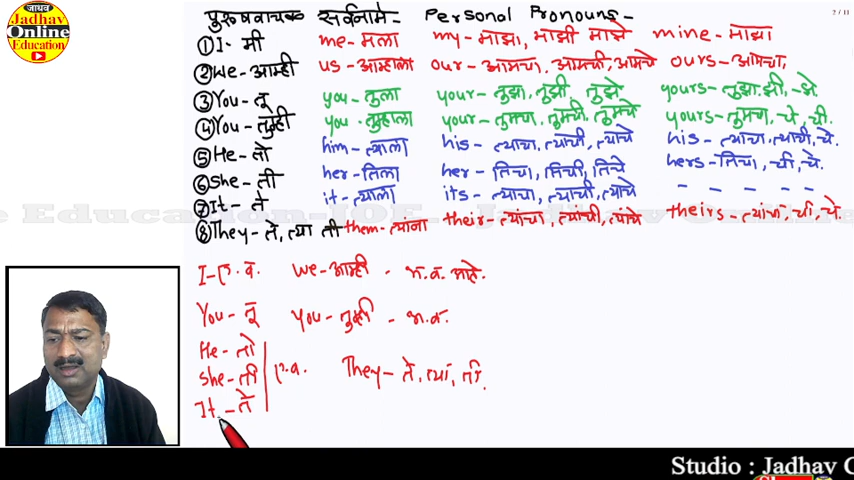 जाधव
Jadhav
Online
Education
पुरुषवाचक सर्वनामे - Personal Pronouns -
2 / 11
① I - मी me - मला my - माझा, माझी माझे mine - माझा
② We - आम्ही us - आम्हाला our - आमचा, आमची, आमचे ours - आमचा,
③ You - तू you - तुला your - तुझा, तुझी तुझे yours - तुझा, झी, झे
④ You - तुम्ही you - तुम्हाला your - तुमचा, तुमची, तुमचे yours - तुमचा, चे, ची.
⑤ He - तो him - त्याला his - त्याचा, त्याची, त्याचे his - त्याचा, त्याची, चे.
⑥ She - ती her - तिला her - तिचा, तिची, तिचे hers - तिचा, ची, चे.
⑦ It - ते it - त्याला its - त्याचा, त्याची, त्याचे - - - - -
⑧ They - ते, त्या ती them - त्यांना their - त्यांचा, त्यांची, त्यांचे theirs - त्यांचा, ची, चे.
I - ए. व. We - आम्ही - अ. व. आहे.
You - तू You - तुम्ही - अ. व.
He - तो
She - ती ए. व. They - ते, त्या, ती.
It - ते
Studio : Jadhav